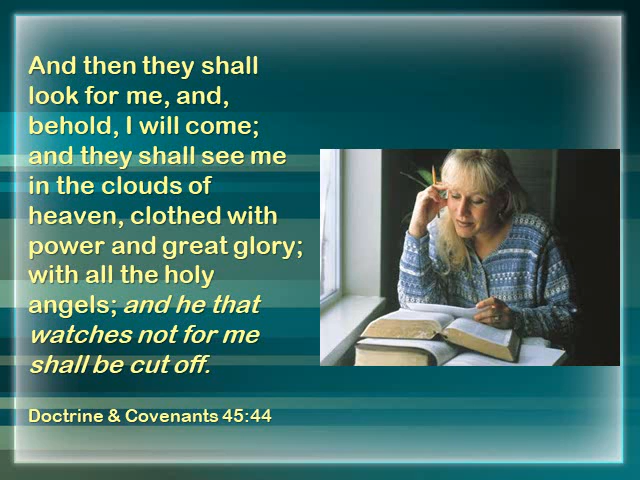 And then they shall
look for me, and,
behold, I will come;
and they shall see me
in the clouds of
heaven, clothed with
power and great glory;
with all the holy
angels; and he that
watches not for me
shall be cut off.
Doctrine & Covenants 45:44